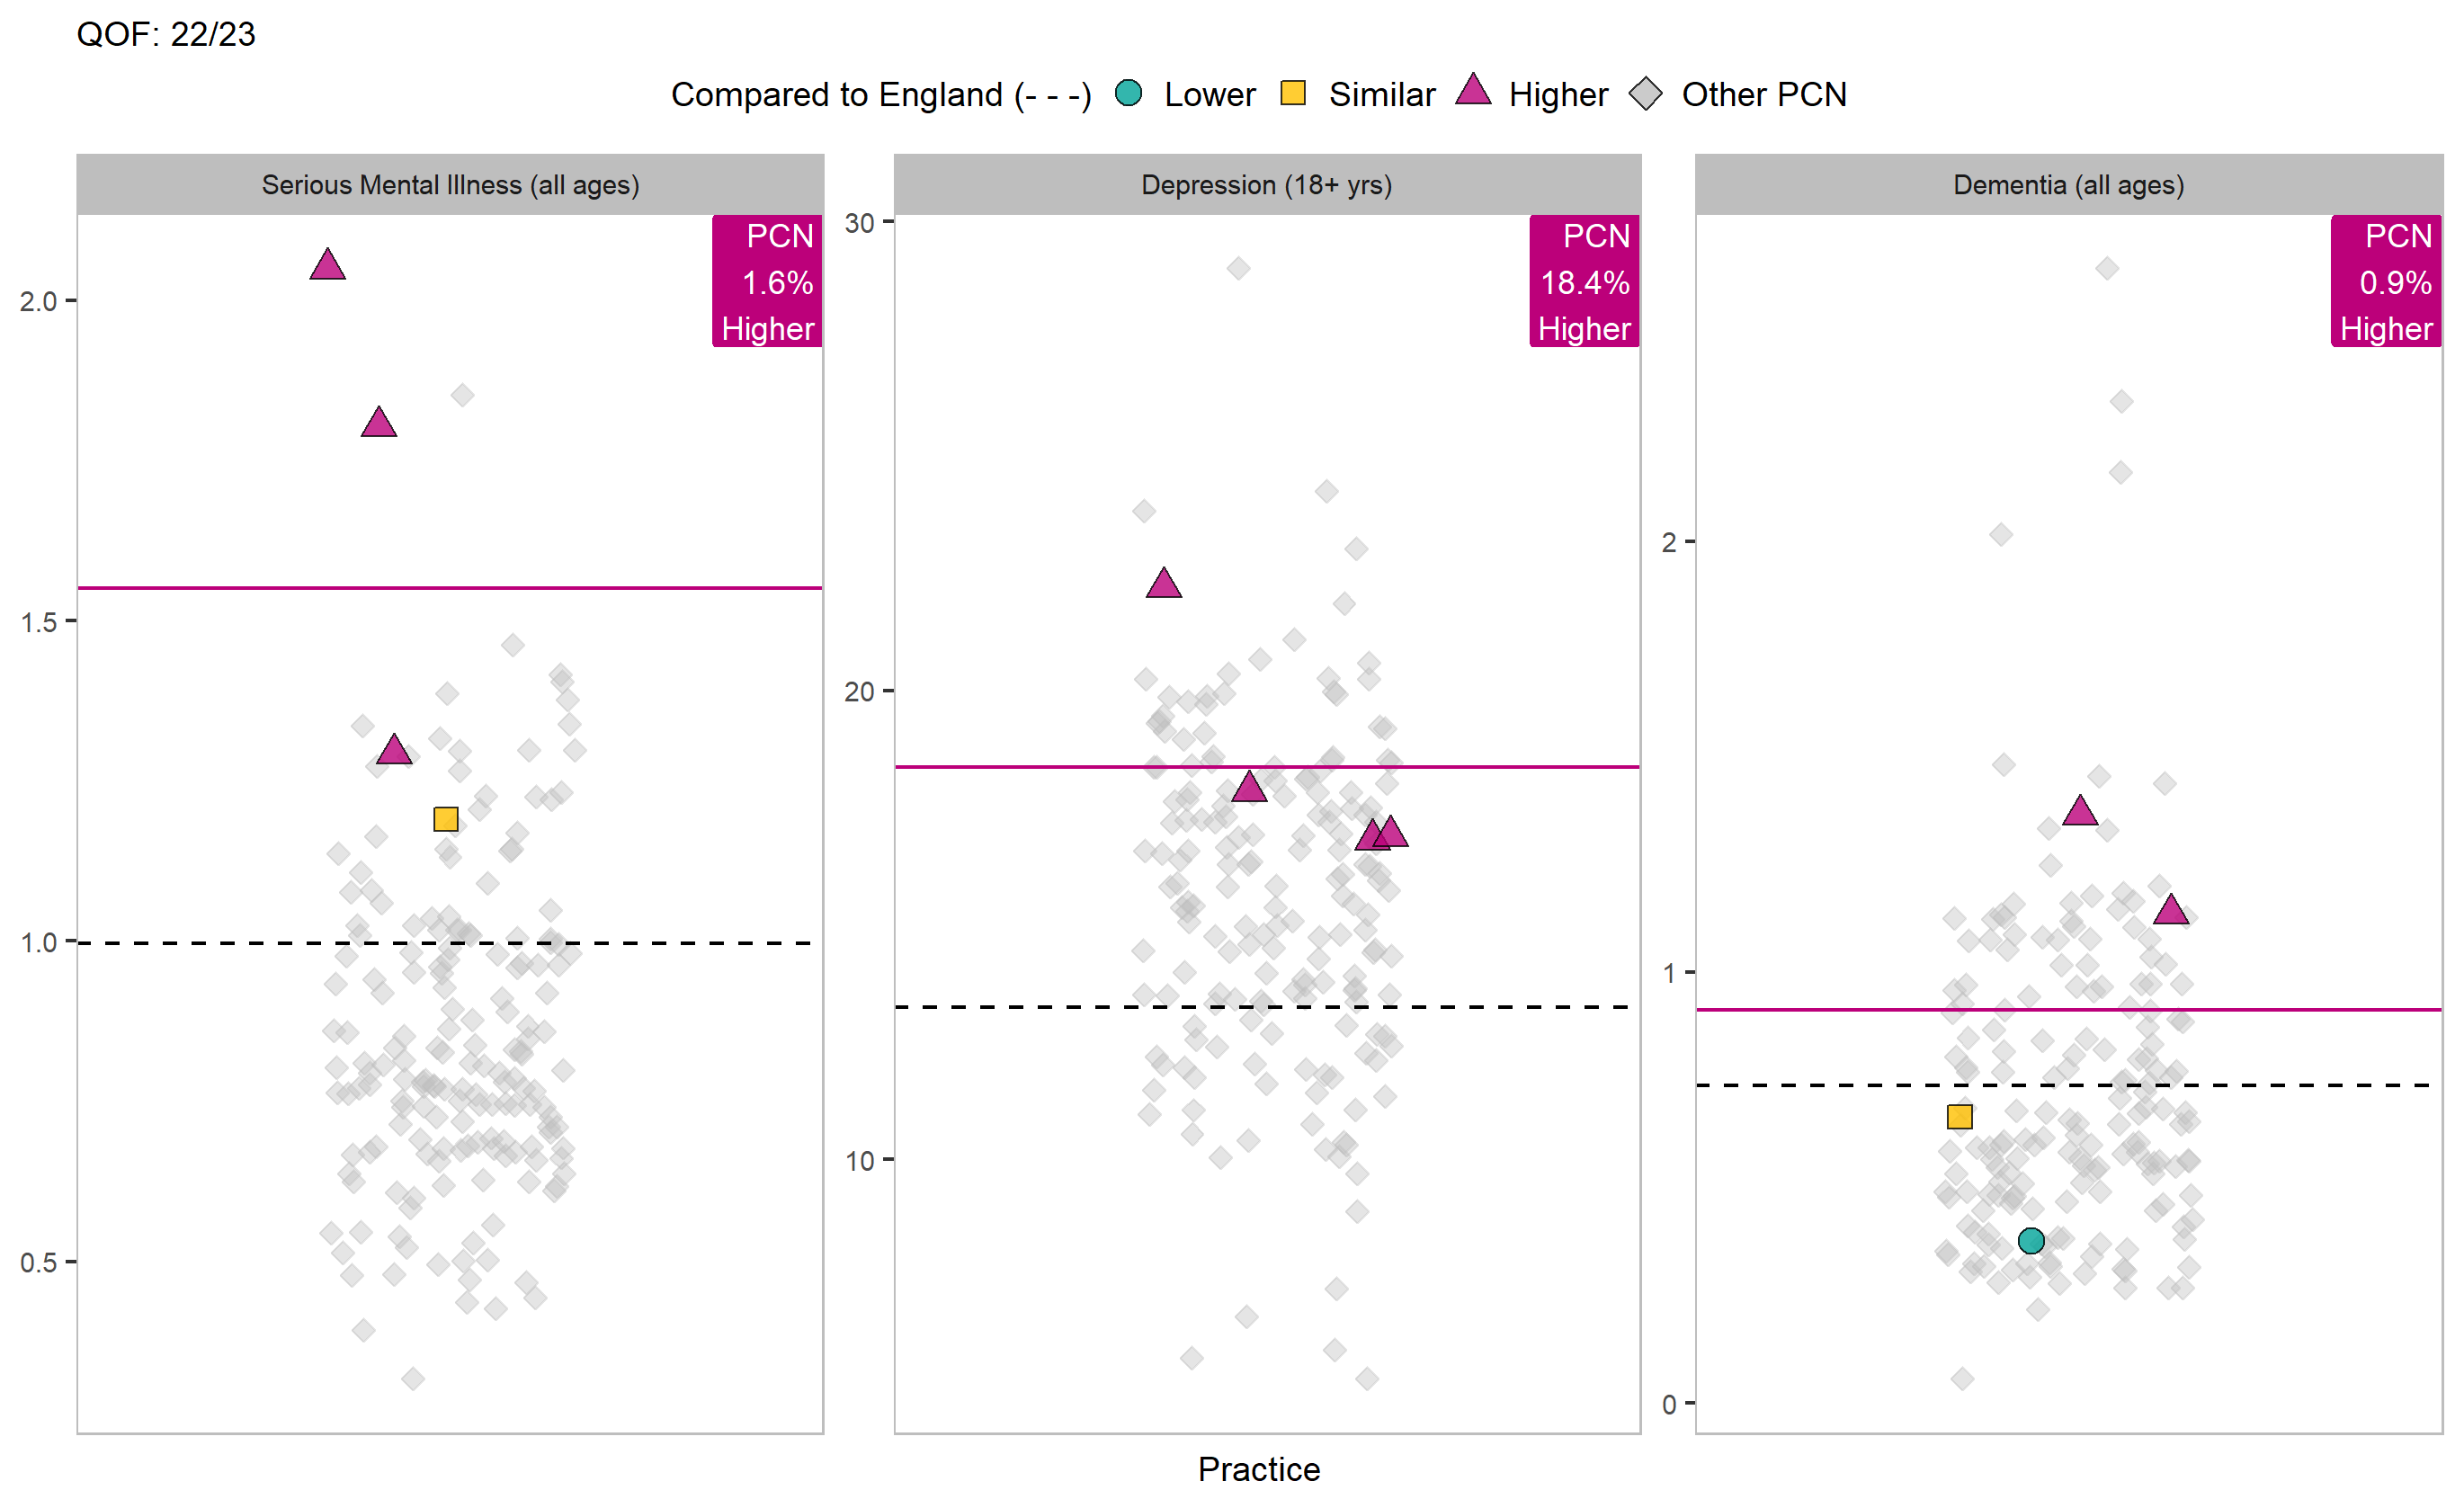 QOF: 22/23
Compared to England (- - -) Lower Similar Higher Other PCN
Serious Mental Illness (all ages)
PCN
1.6%
Higher
2.0
1.5
1.0
0.5
Depression (18+ yrs)
PCN
18.4%
Higher
30
20
10
Dementia (all ages)
PCN
0.9%
Higher
2
1
0
Practice